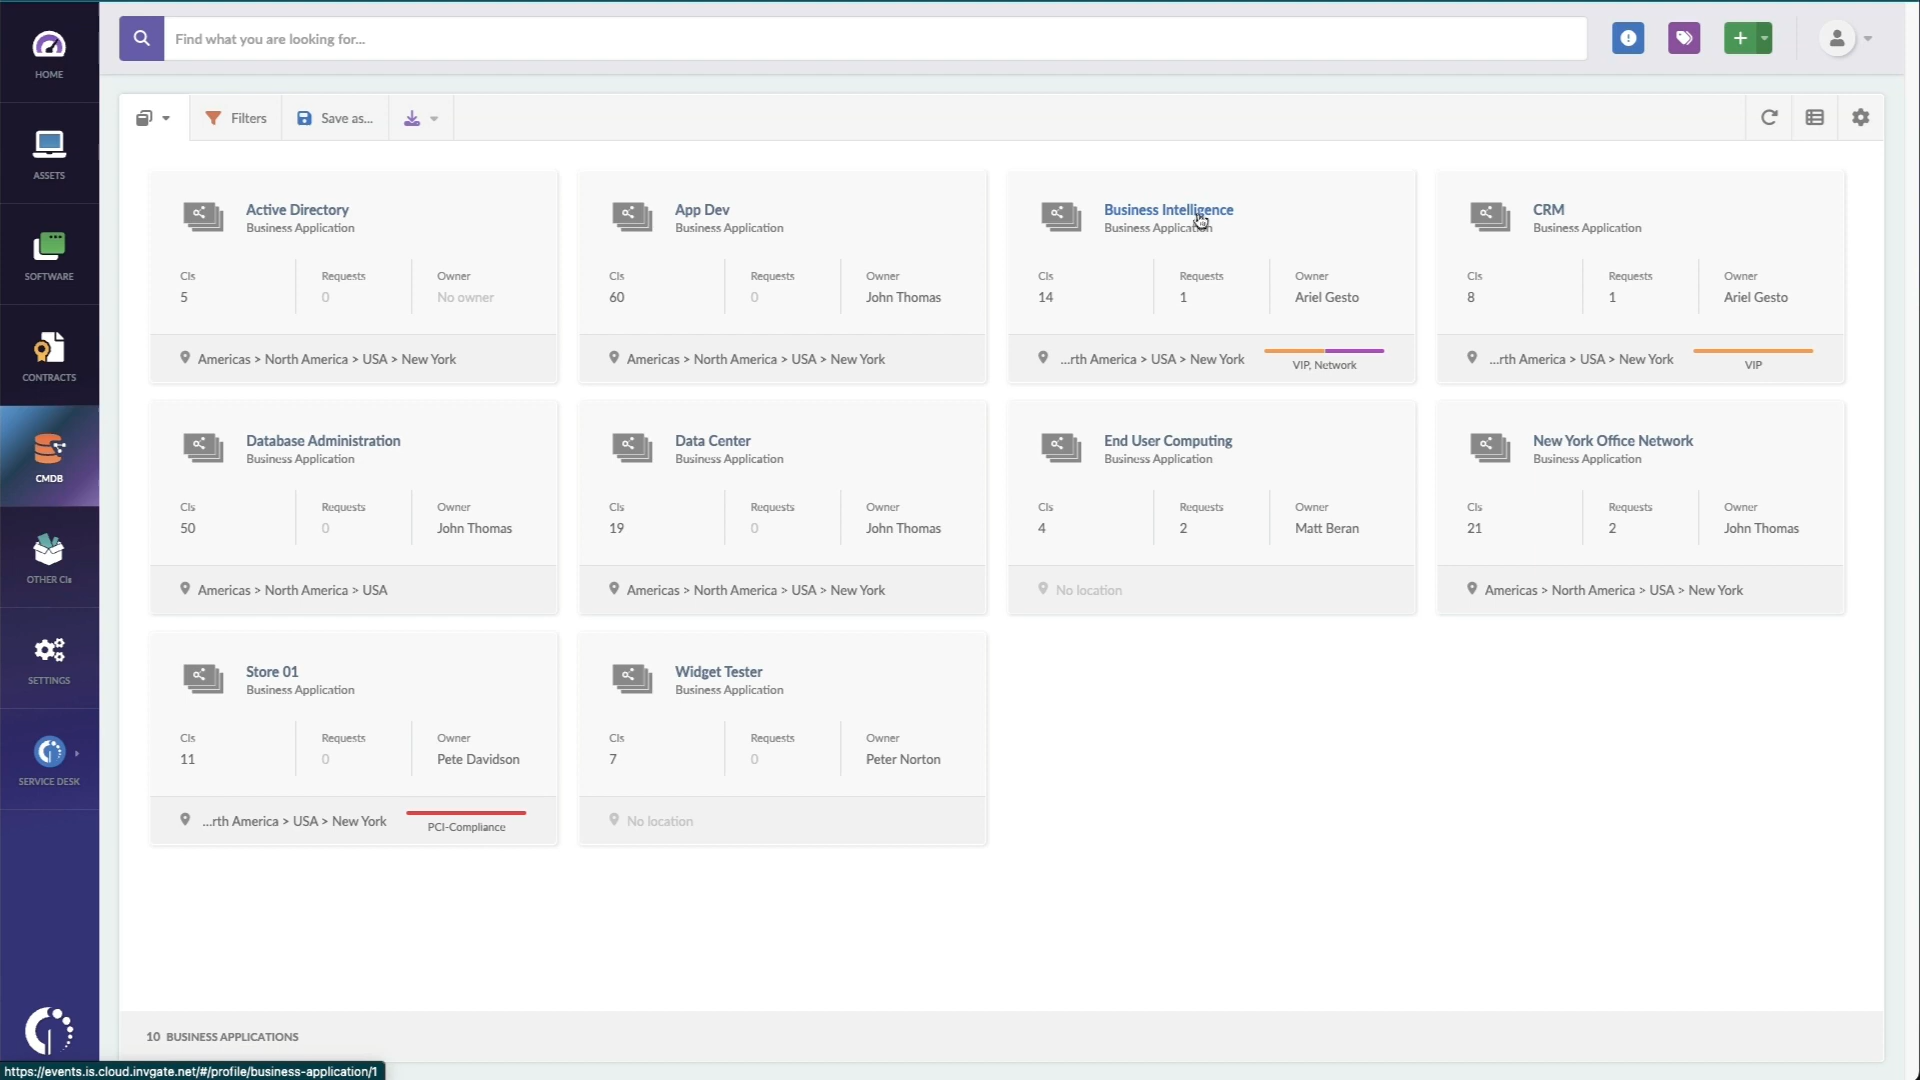 Find what you are looking for...
HOME
ASSETS
SOFTWARE
CONTRACTS
CMDB
OTHER CIs
SETTINGS
SERVICE DESK
Filters
Save as...
Active Directory
Business Application
CIs
Requests
Owner
5
0
No owner
Americas > North America > USA > New York
App Dev
Business Application
CIs
Requests
Owner
60
0
John Thomas
Americas > North America > USA > New York
Business Intelligence
Business Application
CIs
Requests
Owner
14
1
Ariel Gesto
...rth America > USA > New York
VIP, Network
CRM
Business Application
CIs
Requests
Owner
8
1
Ariel Gesto
...rth America > USA > New York
VIP
Database Administration
Business Application
CIs
Requests
Owner
50
0
John Thomas
Americas > North America > USA
Data Center
Business Application
CIs
Requests
Owner
19
0
John Thomas
Americas > North America > USA > New York
End User Computing
Business Application
CIs
Requests
Owner
4
2
Matt Beran
No location
New York Office Network
Business Application
CIs
Requests
Owner
21
2
John Thomas
Americas > North America > USA > New York
Store 01
Business Application
CIs
Requests
Owner
11
0
Pete Davidson
...rth America > USA > New York
PCI-Compliance
Widget Tester
Business Application
CIs
Requests
Owner
7
0
Peter Norton
No location
10 BUSINESS APPLICATIONS
https://events.is.cloud.invgate.net/#/profile/business-application/1